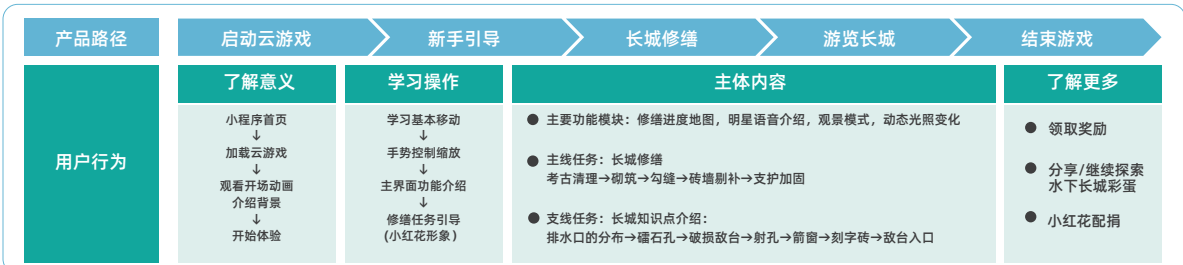 产品路径
启动云游戏
新手引导
长城修缮
游览长城
结束游戏
用户行为
了解意义
小程序首页
↓
加载云游戏
↓
观看开场动画
介绍背景
↓
开始体验
学习操作
学习基本移动
↓
手势控制缩放
↓
主界面功能介绍
↓
修缮任务引导
(小红花形象)
主体内容
● 主要功能模块：修缮进度地图，明星语音介绍，观景模式，动态光照变化
● 主线任务：长城修缮
考古清理→砌筑→勾缝→砖墙剔补→支护加固
● 支线任务：长城知识点介绍：
排水口的分布→礌石孔→破损敌台→射孔→箭窗→刻字砖→敌台入口
了解更多
● 领取奖励
● 分享/继续探索
水下长城彩蛋
● 小红花配捐